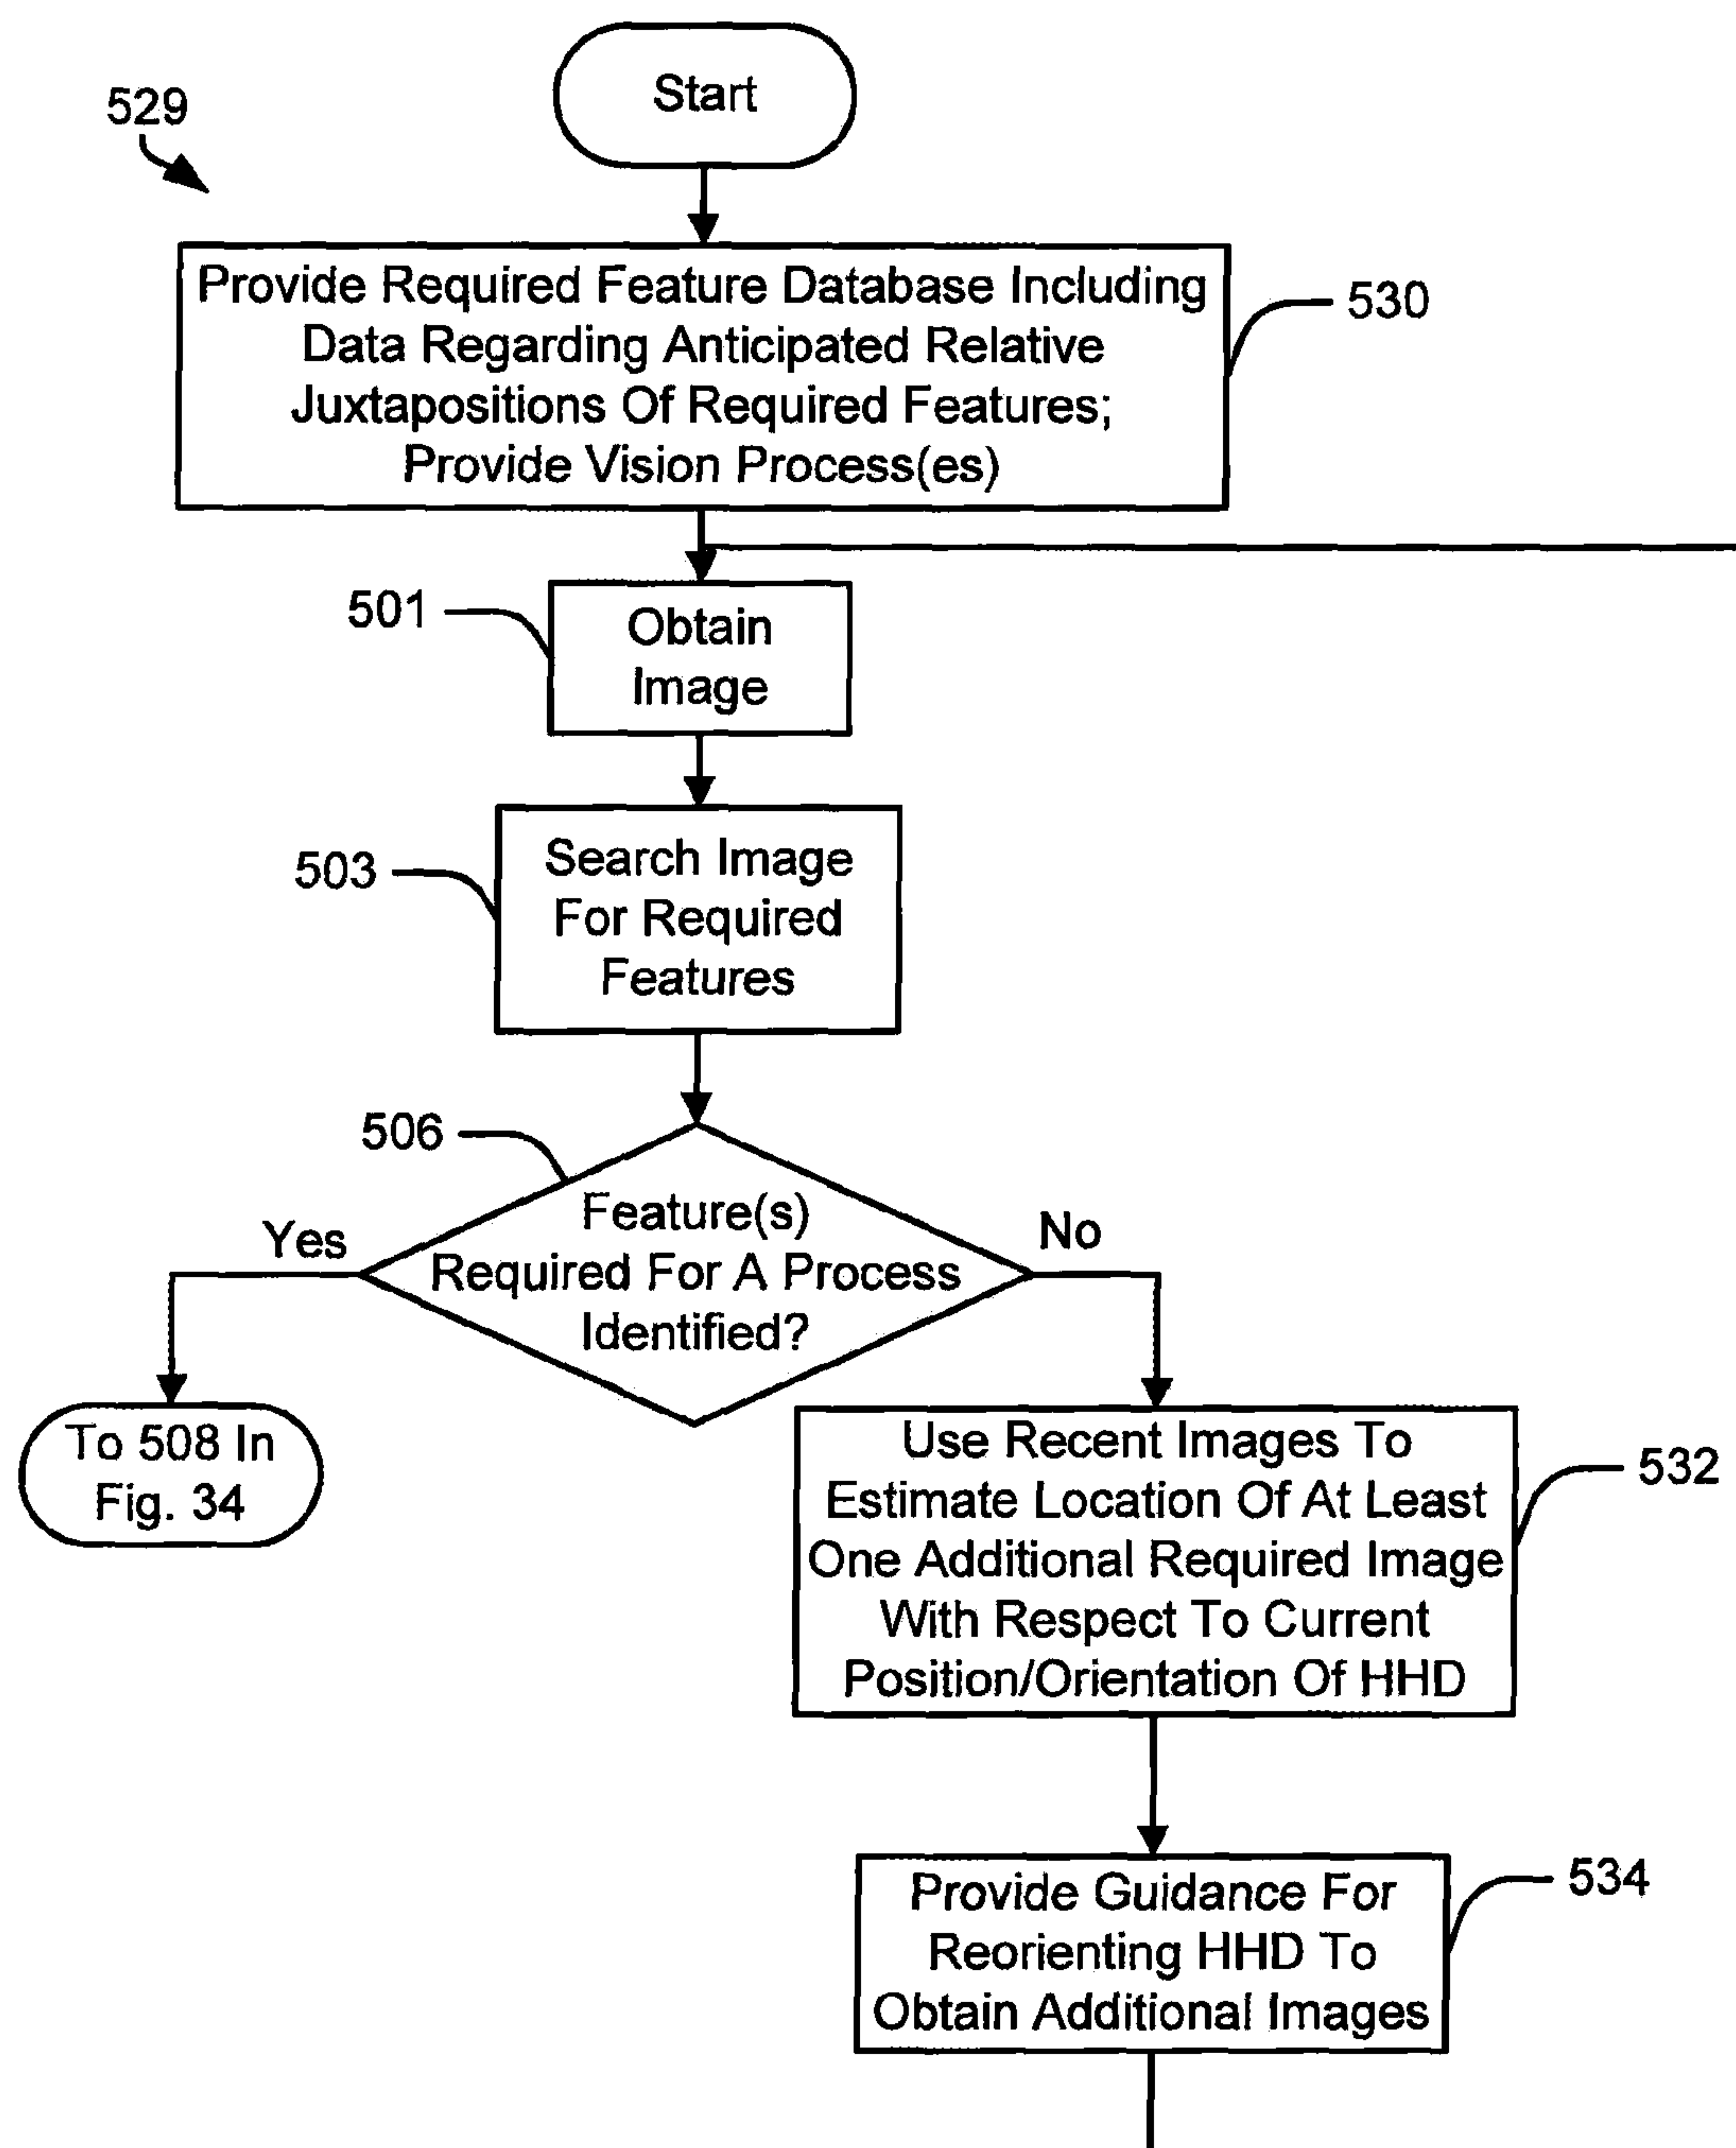 Start
529
Provide Required Feature Database Including
Data Regarding Anticipated Relative
Juxtapositions Of Required Features;
Provide Vision Process(es)
530
501
Obtain
Image
503
Search Image
For Required
Features
506
Feature(s)
Required For A Process
Identified?
Yes
No
To 508 In
Fig. 34
Use Recent Images To
Estimate Location Of At Least
One Additional Required Image
With Respect To Current
Position/Orientation Of HHD
532
Provide Guidance For
Reorienting HHD To
Obtain Additional Images
534